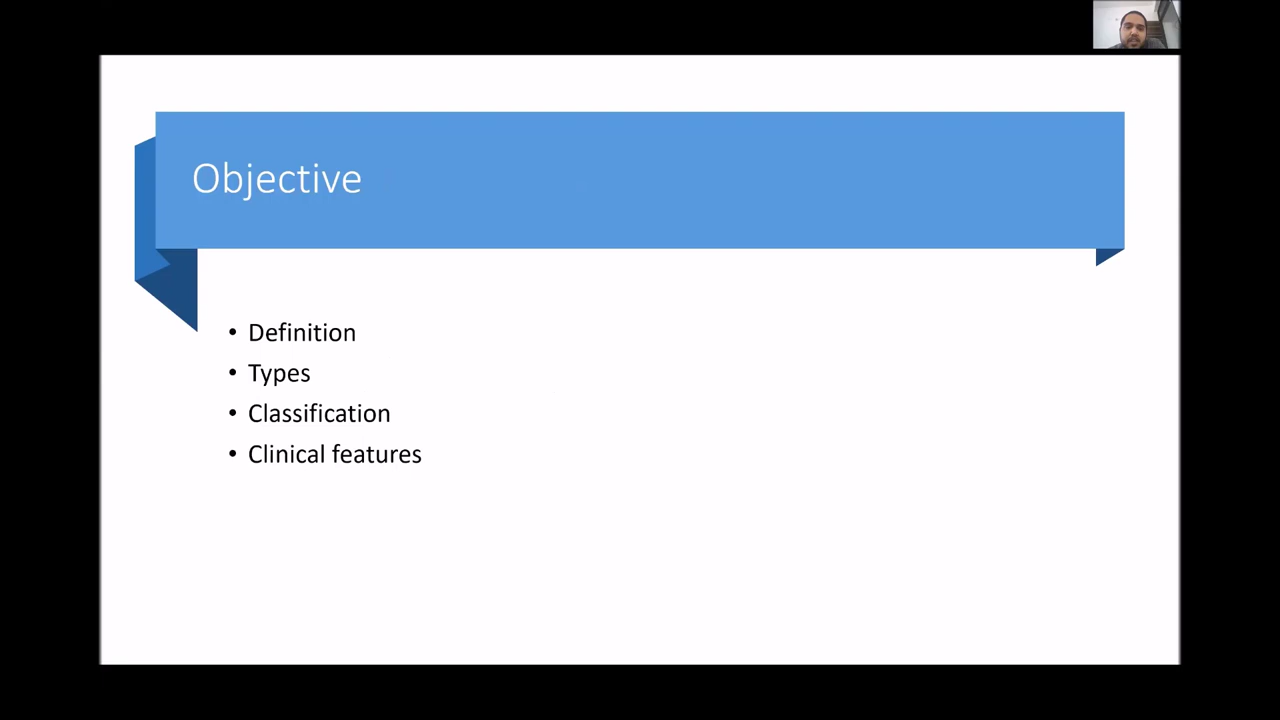 Objective
• Definition
• Types
• Classification
• Clinical features